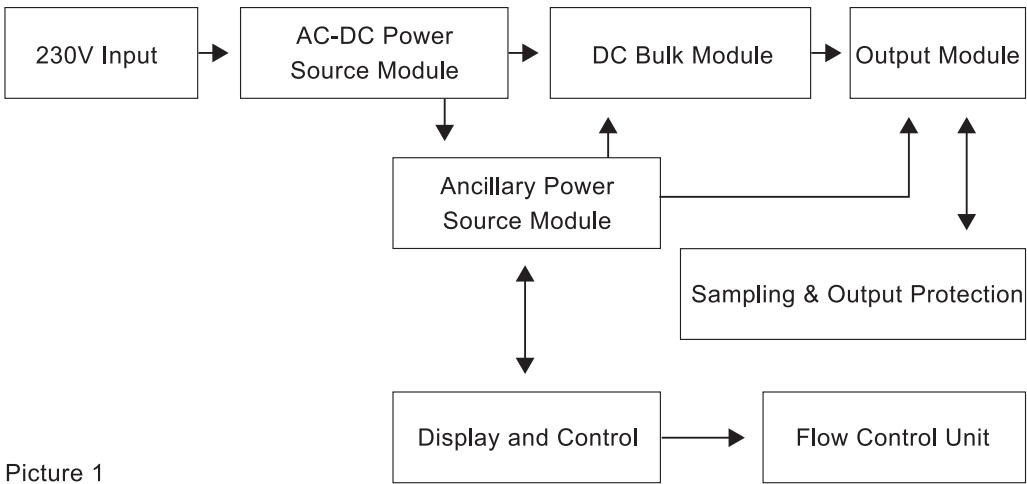 230V Input
AC-DC Power
Source Module
DC Bulk Module
Output Module
Ancillary Power
Source Module
Sampling & Output Protection
Display and Control
Flow Control Unit
Picture 1